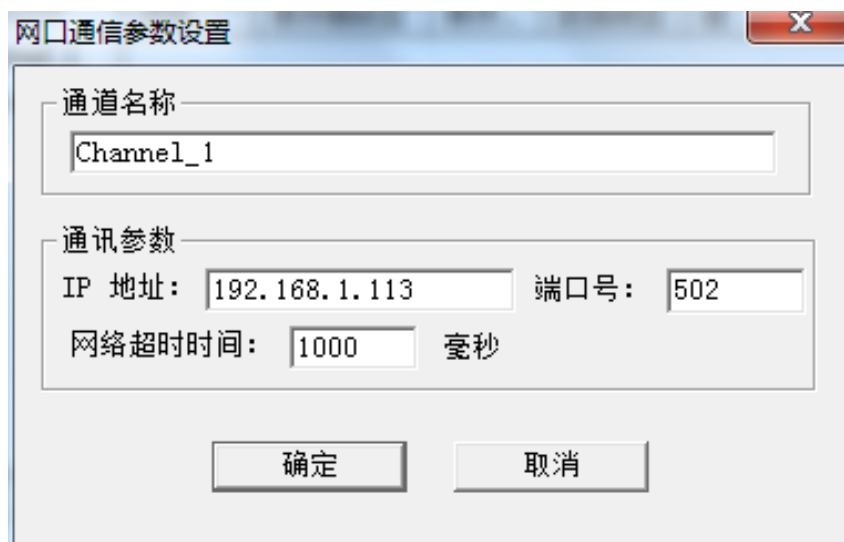 网口通信参数设置
通道名称
Channel_1
通讯参数
IP 地址: 192.168.1.113 端口号: 502
网络超时时间: 1000 毫秒
确定 取消